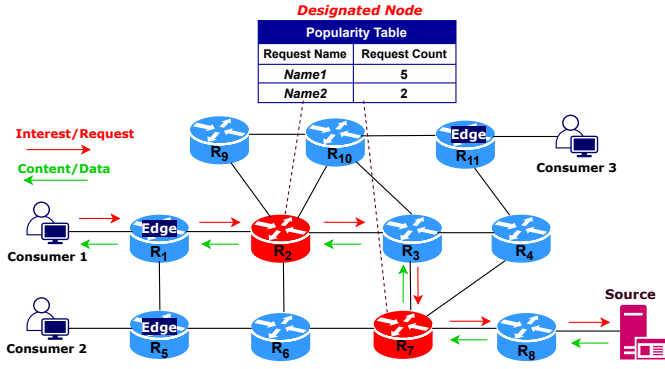 Designated Node
Popularity Table
Request Name Request Count
Name1 5
Name2 2
Interest/Request
Content/Data
R9
R10
Edge
R11
Consumer 3
Edge
R1
R2
R3
R4
Consumer 1
Source
Edge
R5
R6
R7
R8
Consumer 2